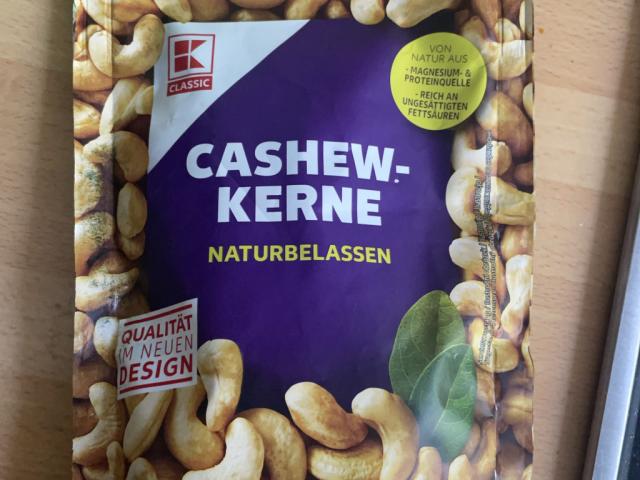 K
CLASSIC
VON
NATUR AUS
- MAGNESIUM- &
PROTEINQUELLE
- REICH AN
UNGESÄTTIGTEN
FETTSÄUREN
CASHEW-
KERNE
NATURBELASSEN
QUALITÄT
IM NEUEN
DESIGN